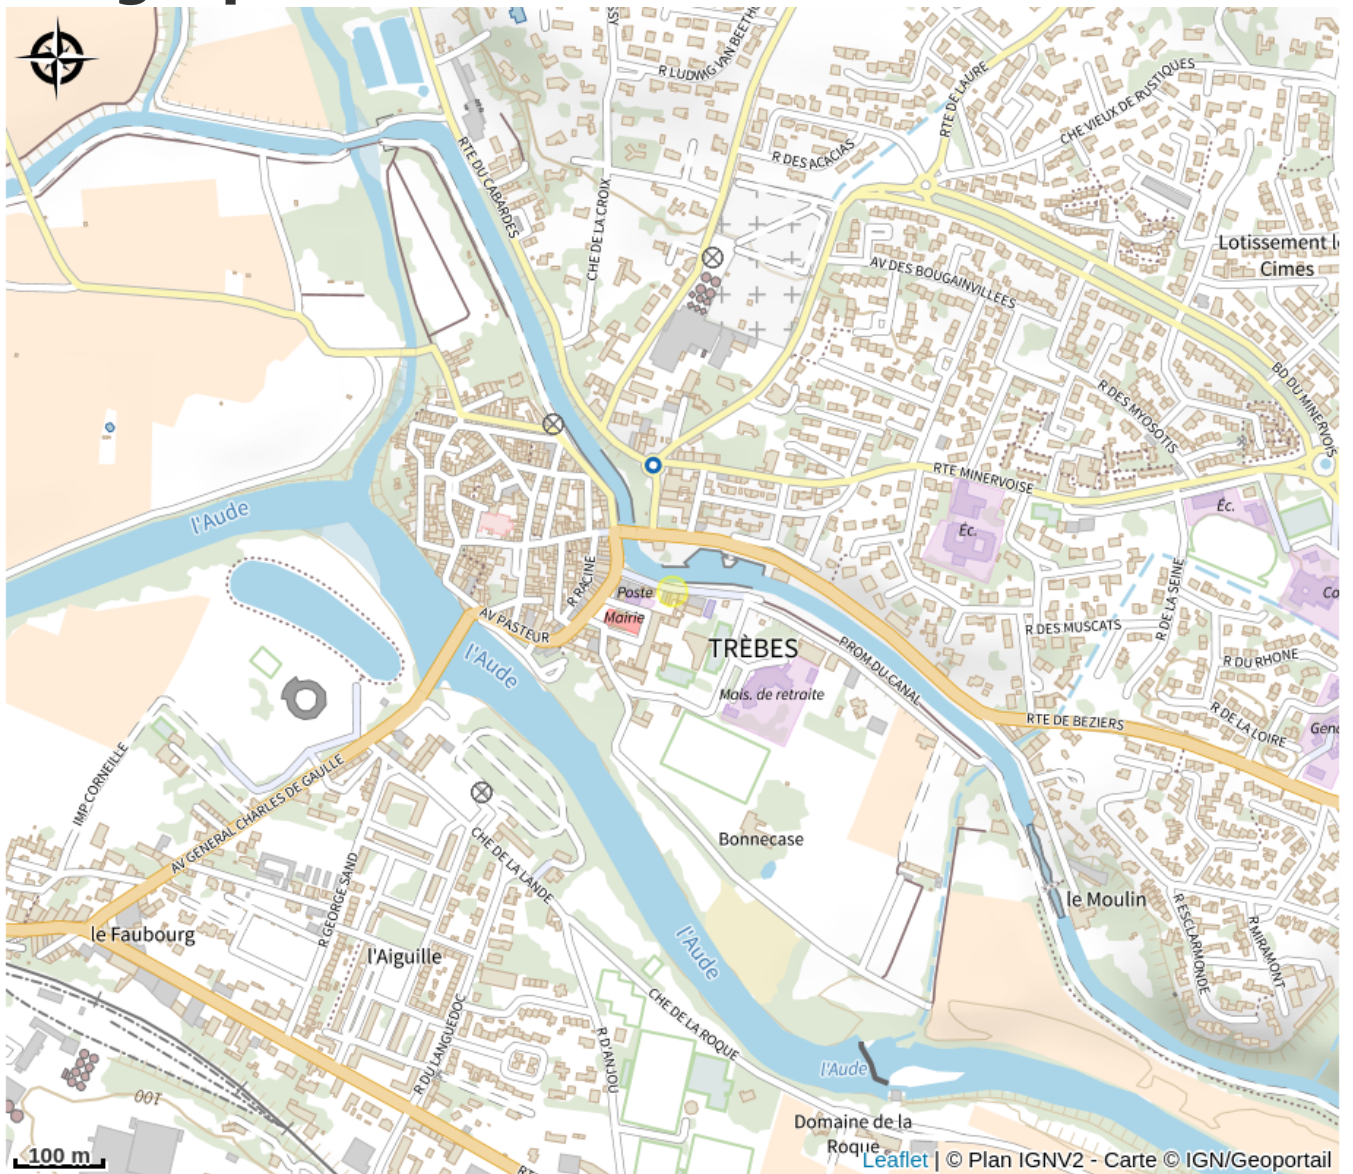 R LUDWIG VAN BEETH
RTE DE LAURE
CHE VIEUX DE RUSTIQUES
RTE DU CABARDES
R DES ACACIAS
CHE DE LA CROIX
Lotissement l
Cimes
AV DES BOUGAINVILLEES
BD DU MINERVOIS
R DES MYOSOTIS
RTE MINERVOISE
l'Aude
Éc.
Éc.
R RACINE
Poste
Mairie
AV PASTEUR
TRÈBES
R DE LA SEINE
Co
R DES MUSCATS
PROM DU CANAL
l'Aude
R DU RHONE
Mais. de retraite
R DE LA LOIRE
RTE DE BEZIERS
Gend
IMP CORNEILLE
AV GENERAL CHARLES DE GAULLE
CHE DE LA LANDE
Bonnecase
R GEORGE SAND
le Moulin
R ESCLARMONDE
R MIRAMONT
le Faubourg
l'Aiguille
l'Aude
CHE DE LA ROQUE
R DU LANGUEDOC
R D'ANJOU
l'Aude
100
Domaine de la
Roque
RTE
100 m
Leaflet | © Plan IGNV2 - Carte © IGN/Geoportail